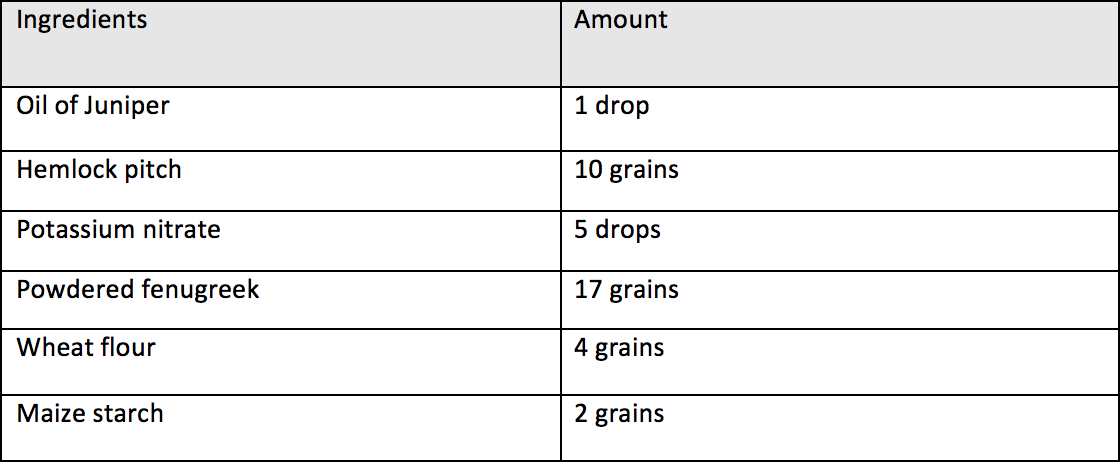 Ingredients Amount
Oil of Juniper 1 drop
Hemlock pitch 10 grains
Potassium nitrate 5 drops
Powdered fenugreek 17 grains
Wheat flour 4 grains
Maize starch 2 grains